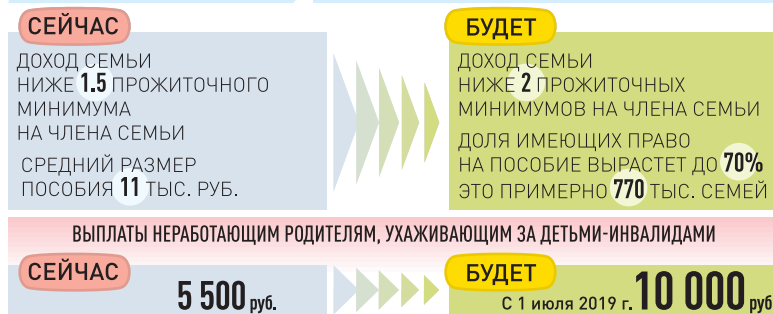 СЕЙЧАС
ДОХОД СЕМЬИ
НИЖЕ 1.5 ПРОЖИТОЧНОГО
МИНИМУМА
НА ЧЛЕНА СЕМЬИ
СРЕДНИЙ РАЗМЕР
ПОСОБИЯ 11 ТЫС. РУБ.
БУДЕТ
ДОХОД СЕМЬИ
НИЖЕ 2 ПРОЖИТОЧНЫХ
МИНИМУМОВ НА ЧЛЕНА СЕМЬИ
ДОЛЯ ИМЕЮЩИХ ПРАВО
НА ПОСОБИЕ ВЫРАСТЕТ ДО 70%
ЭТО ПРИМЕРНО 770 ТЫС. СЕМЕЙ
ВЫПЛАТЫ НЕРАБОТАЮЩИМ РОДИТЕЛЯМ, УХАЖИВАЮЩИМ ЗА ДЕТЬМИ-ИНВАЛИДАМИ
СЕЙЧАС
5 500 руб.
БУДЕТ
С 1 июля 2019 г. 10 000 руб